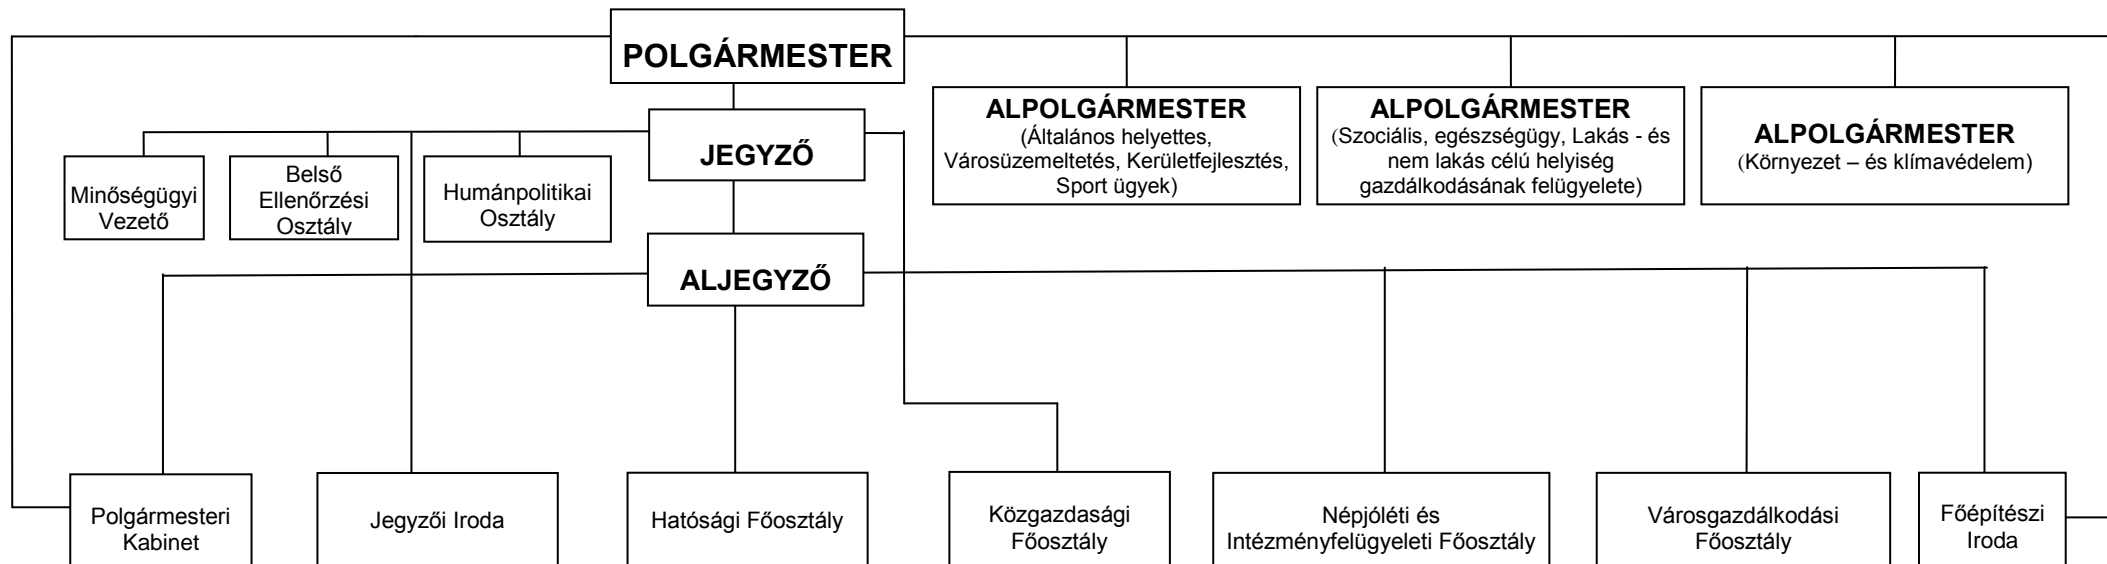 POLGÁRMESTER
ALPOLGÁRMESTER
(Általános helyettes,
Városüzemeltetés, Kerületfejlesztés,
Sport ügyek)
ALPOLGÁRMESTER
(Szociális, egészségügy, Lakás - és
nem lakás célú helyiség
gazdálkodásának felügyelete)
ALPOLGÁRMESTER
(Környezet – és klímavédelem)
JEGYZŐ
Minőségügyi
Vezető
Belső
Ellenőrzési
Osztály
Humánpolitikai
Osztály
ALJEGYZŐ
Polgármesteri
Kabinet
Jegyzői Iroda
Hatósági Főosztály
Közgazdasági
Főosztály
Népjóléti és
Intézményfelügyeleti Főosztály
Városgazdálkodási
Főosztály
Főépítészi
Iroda